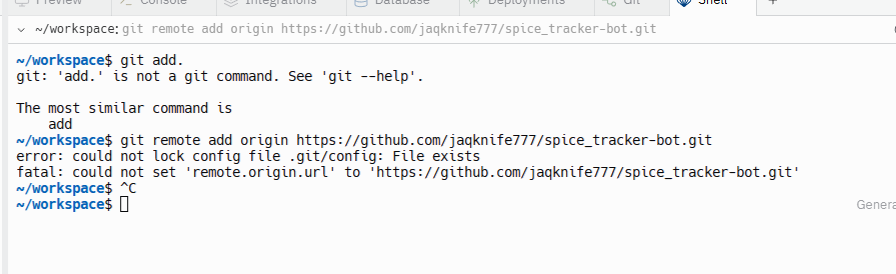 Preview Console Integrations Database Deployments Git Shell +
~/workspace: git remote add origin https://github.com/jaqknife777/spice_tracker-bot.git
~/workspace$ git add.
git: 'add.' is not a git command. See 'git --help'.
The most similar command is
add
~/workspace$ git remote add origin https://github.com/jaqknife777/spice_tracker-bot.git
error: could not lock config file .git/config: File exists
fatal: could not set 'remote.origin.url' to 'https://github.com/jaqknife777/spice_tracker-bot.git'
~/workspace$ ^C
~/workspace$
Genera